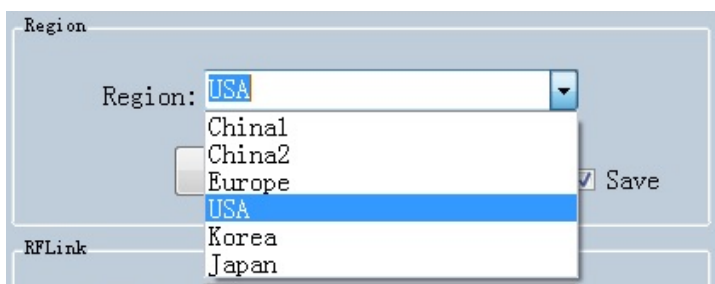 Region
Region: USA
China1
China2
Europe
Save
USA
Korea
RFLink
Japan